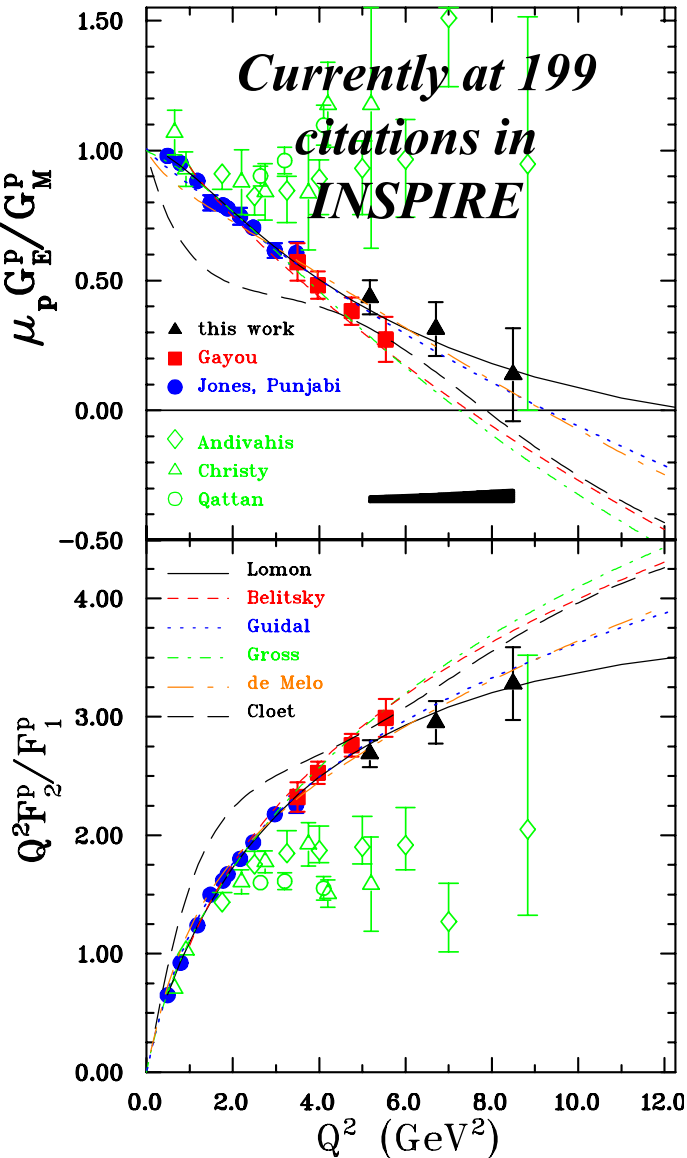 1.50
Currently at 199
citations in
INSPIRE
1.00
μpGEp/GMp
0.50
this work
Gayou
Jones, Punjabi
0.00
Andivahis
Christy
Qattan
−0.50
Lomon
Belitsky
Guidal
Gross
de Melo
Cloet
4.00
3.00
Q²F2p/F1p
2.00
1.00
0.00
0.0 2.0 4.0 6.0 8.0 10.0 12.0
Q² (GeV²)